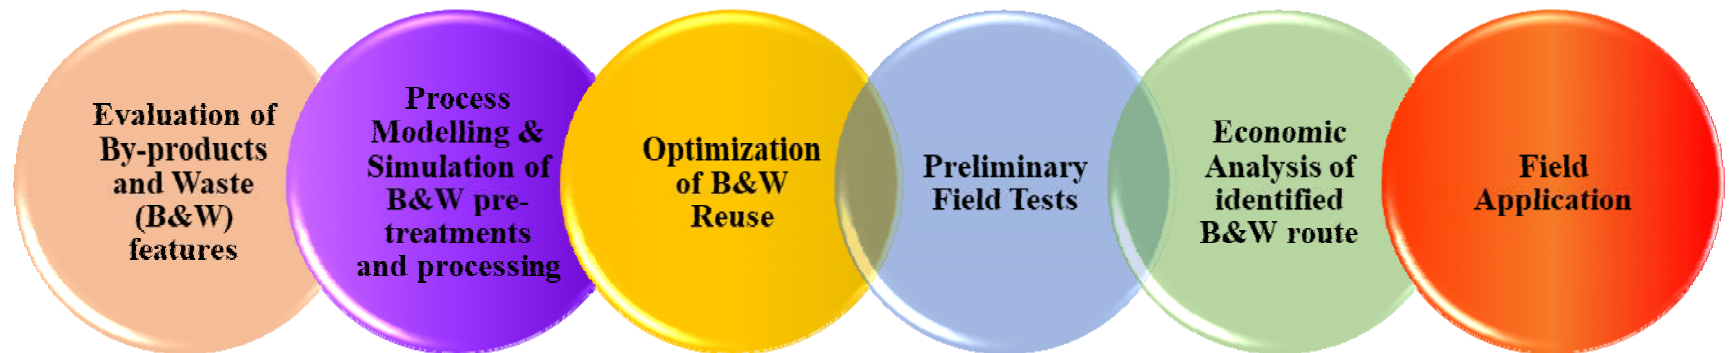 Evaluation of
By-products
and Waste
(B&W)
features
Process
Modelling &
Simulation of
B&W pre-
treatments
and processing
Optimization
of B&W
Reuse
Preliminary
Field Tests
Economic
Analysis of
identified
B&W route
Field
Application